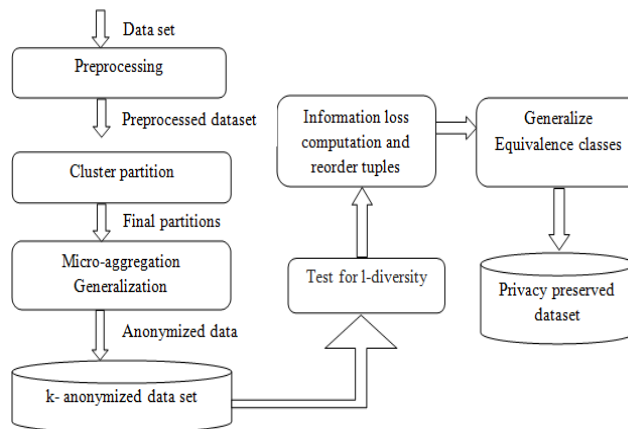 Data set
Preprocessing
Preprocessed dataset
Cluster partition
Final partitions
Micro-aggregation
Generalization
Anonymized data
k- anonymized data set
Test for l-diversity
Information loss
computation and
reorder tuples
Generalize
Equivalence classes
Privacy preserved
dataset